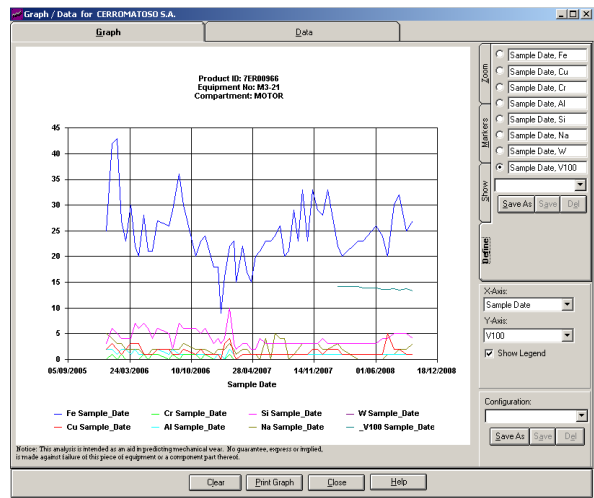 Graph / Data for CERROMATOSO S.A.
Graph
Data
Product ID: 7ER00966
Equipment No: M3-21
Compartment: MOTOR
45
40
35
30
25
20
15
10
5
0
05/09/2005
24/03/2006
10/10/2006
28/04/2007
14/11/2007
01/06/2008
18/12/2008
Sample Date
Fe Sample_Date
Cr Sample_Date
Si Sample_Date
W Sample_Date
Cu Sample_Date
Al Sample_Date
Na Sample_Date
_V100 Sample_Date
Notice: This analysis is intended as an aid in predicting mechanical wear. No guarantee, express or implied,
is made against failure of this piece of equipment or a component part thereof.
Zoom
Markers
Show
Define
Sample Date, Fe
Sample Date, Cu
Sample Date, Cr
Sample Date, Al
Sample Date, Si
Sample Date, Na
Sample Date, W
Sample Date, V100
Save As
Save
Del
X-Axis:
Sample Date
Y-Axis:
V100
Show Legend
Configuration:
Save As
Save
Del
Clear
Print Graph
Close
Help